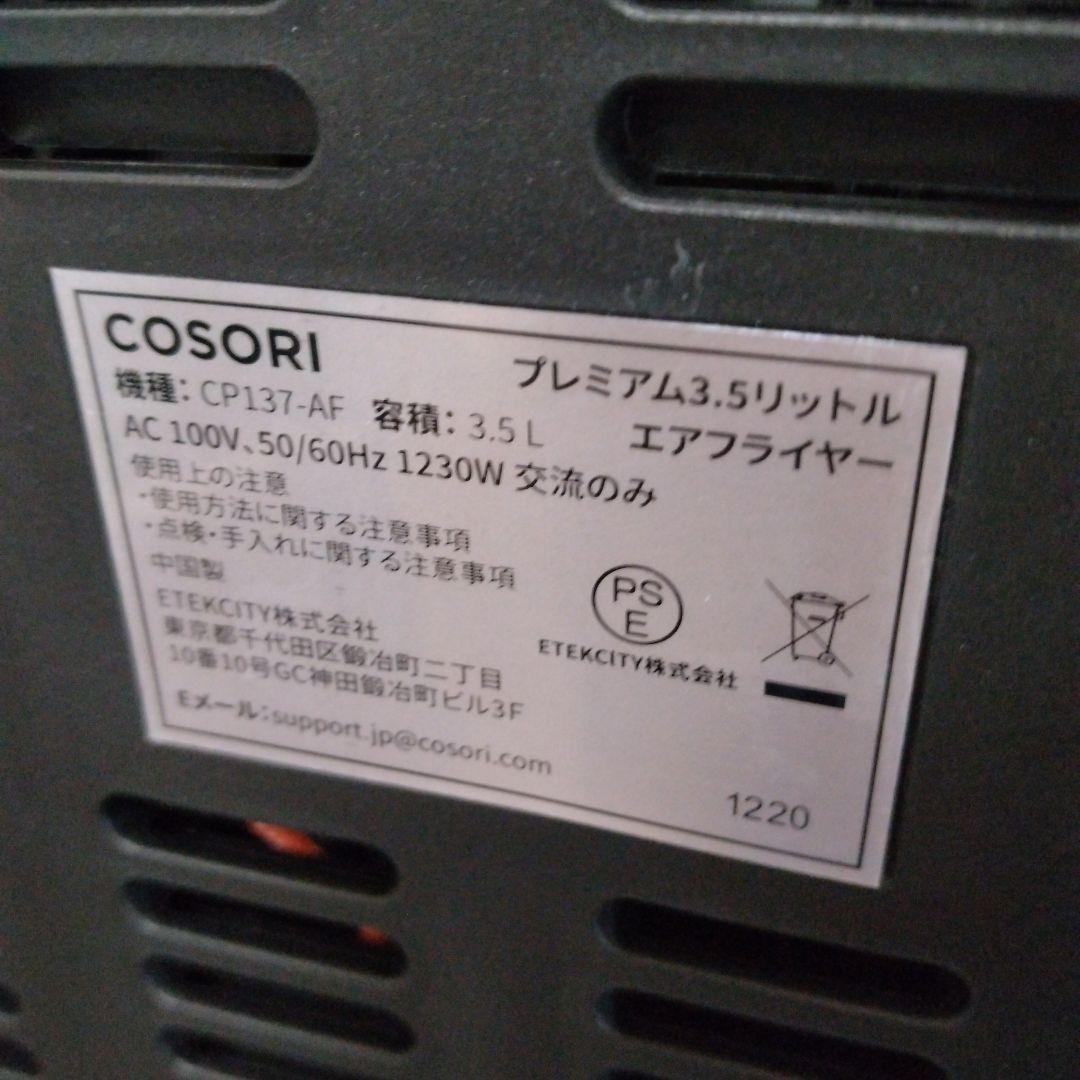 COSORI
プレミアム3.5リットル
エアフライヤー
機種: CP137-AF 容積: 3.5 L
AC 100V、50/60Hz 1230W 交流のみ
使用上の注意
・使用方法に関する注意事項
・点検・手入れに関する注意事項
中国製
ETEKCITY株式会社
東京都千代田区鍛冶町二丁目
10番10号GC神田鍛冶町ビル3F
Eメール:support.jp@cosori.com
PS
E
ETEKCITY株式会社
1220